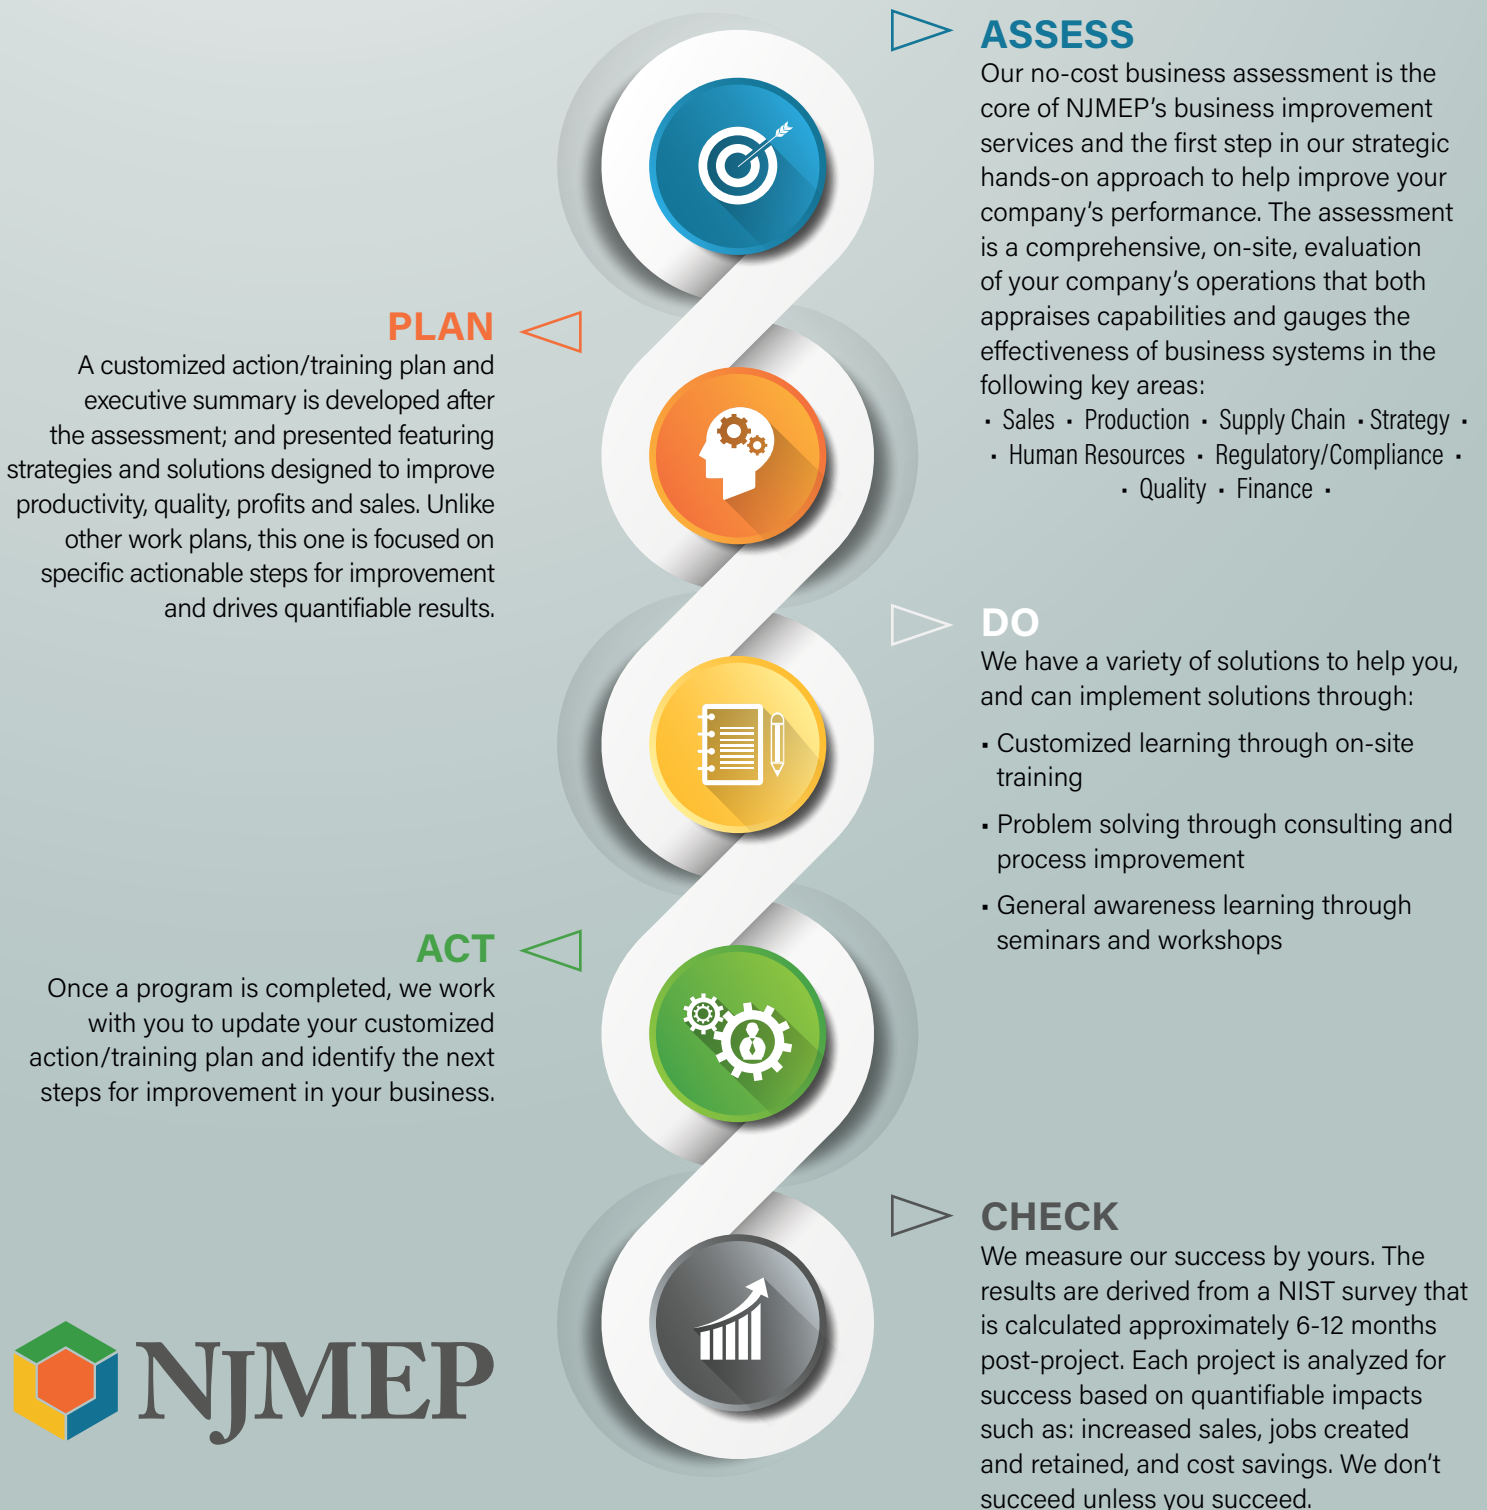 ASSESS
Our no-cost business assessment is the
core of NJMEP’s business improvement
services and the first step in our strategic
hands-on approach to help improve your
company’s performance. The assessment
is a comprehensive, on-site, evaluation
of your company’s operations that both
appraises capabilities and gauges the
effectiveness of business systems in the
following key areas:
· Sales · Production · Supply Chain · Strategy ·
· Human Resources · Regulatory/Compliance ·
· Quality · Finance ·
PLAN
A customized action/training plan and
executive summary is developed after
the assessment; and presented featuring
strategies and solutions designed to improve
productivity, quality, profits and sales. Unlike
other work plans, this one is focused on
specific actionable steps for improvement
and drives quantifiable results.
DO
We have a variety of solutions to help you,
and can implement solutions through:
· Customized learning through on-site
training
· Problem solving through consulting and
process improvement
· General awareness learning through
seminars and workshops
ACT
Once a program is completed, we work
with you to update your customized
action/training plan and identify the next
steps for improvement in your business.
CHECK
We measure our success by yours. The
results are derived from a NIST survey that
is calculated approximately 6-12 months
post-project. Each project is analyzed for
success based on quantifiable impacts
such as: increased sales, jobs created
and retained, and cost savings. We don’t
succeed unless you succeed.
NJMEP